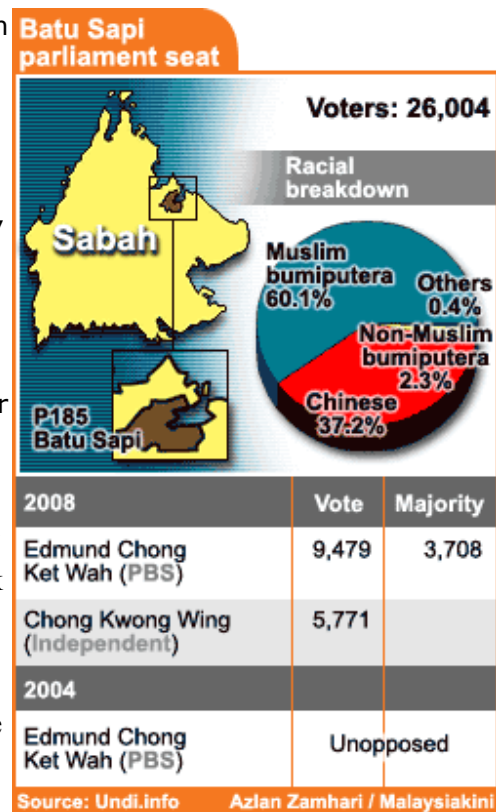 Batu Sapi
parliament seat
Voters: 26,004
Racial
breakdown
Sabah
Muslim
bumiputera
60.1%
Others
0.4%
Non-Muslim
bumiputera
2.3%
Chinese
37.2%
P185
Batu Sapi
2008 Vote Majority
Edmund Chong
Ket Wah (PBS) 9,479 3,708
Chong Kwong Wing
(Independent) 5,771
2004
Edmund Chong
Ket Wah (PBS) Unopposed
Source: Undi.info Azlan Zamhari / Malaysiakini